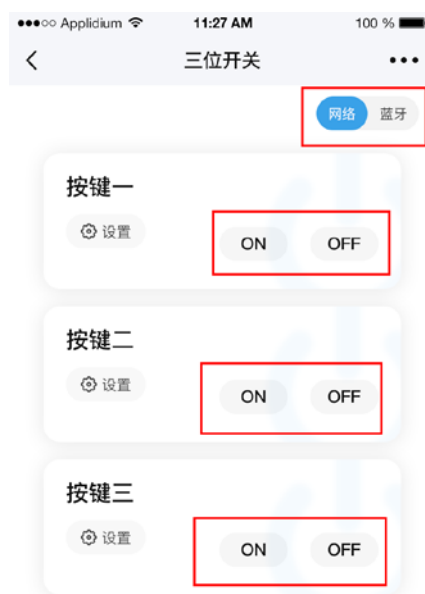 ●●●○○ Applidium 11:27 AM 100 %
三位开关
网络 蓝牙
按键一
设置
ON OFF
按键二
设置
ON OFF
按键三
设置
ON OFF